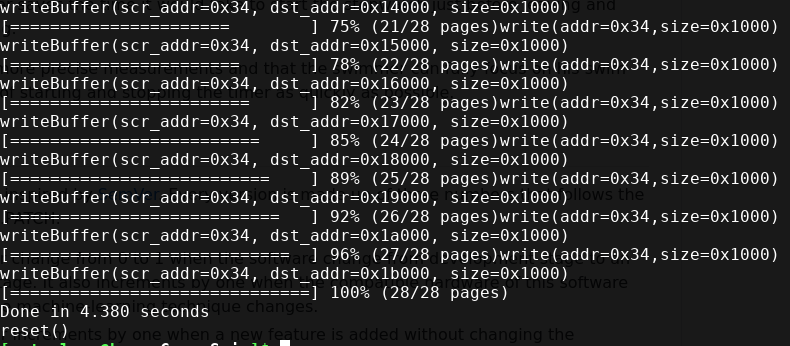 writeBuffer(scr_addr=0x34, dst_addr=0x14000, size=0x1000)
[====================== ] 75% (21/28 pages)write(addr=0x34,size=0x1000)
writeBuffer(scr_addr=0x34, dst_addr=0x15000, size=0x1000)
[======================= ] 78% (22/28 pages)write(addr=0x34,size=0x1000)
writeBuffer(scr_addr=0x34, dst_addr=0x16000, size=0x1000)
[======================== ] 82% (23/28 pages)write(addr=0x34,size=0x1000)
writeBuffer(scr_addr=0x34, dst_addr=0x17000, size=0x1000)
[========================= ] 85% (24/28 pages)write(addr=0x34,size=0x1000)
writeBuffer(scr_addr=0x34, dst_addr=0x18000, size=0x1000)
[========================== ] 89% (25/28 pages)write(addr=0x34,size=0x1000)
writeBuffer(scr_addr=0x34, dst_addr=0x19000, size=0x1000)
[=========================== ] 92% (26/28 pages)write(addr=0x34,size=0x1000)
writeBuffer(scr_addr=0x34, dst_addr=0x1a000, size=0x1000)
[============================ ] 96% (27/28 pages)write(addr=0x34,size=0x1000)
writeBuffer(scr_addr=0x34, dst_addr=0x1b000, size=0x1000)
[==============================] 100% (28/28 pages)
Done in 4.380 seconds
reset()